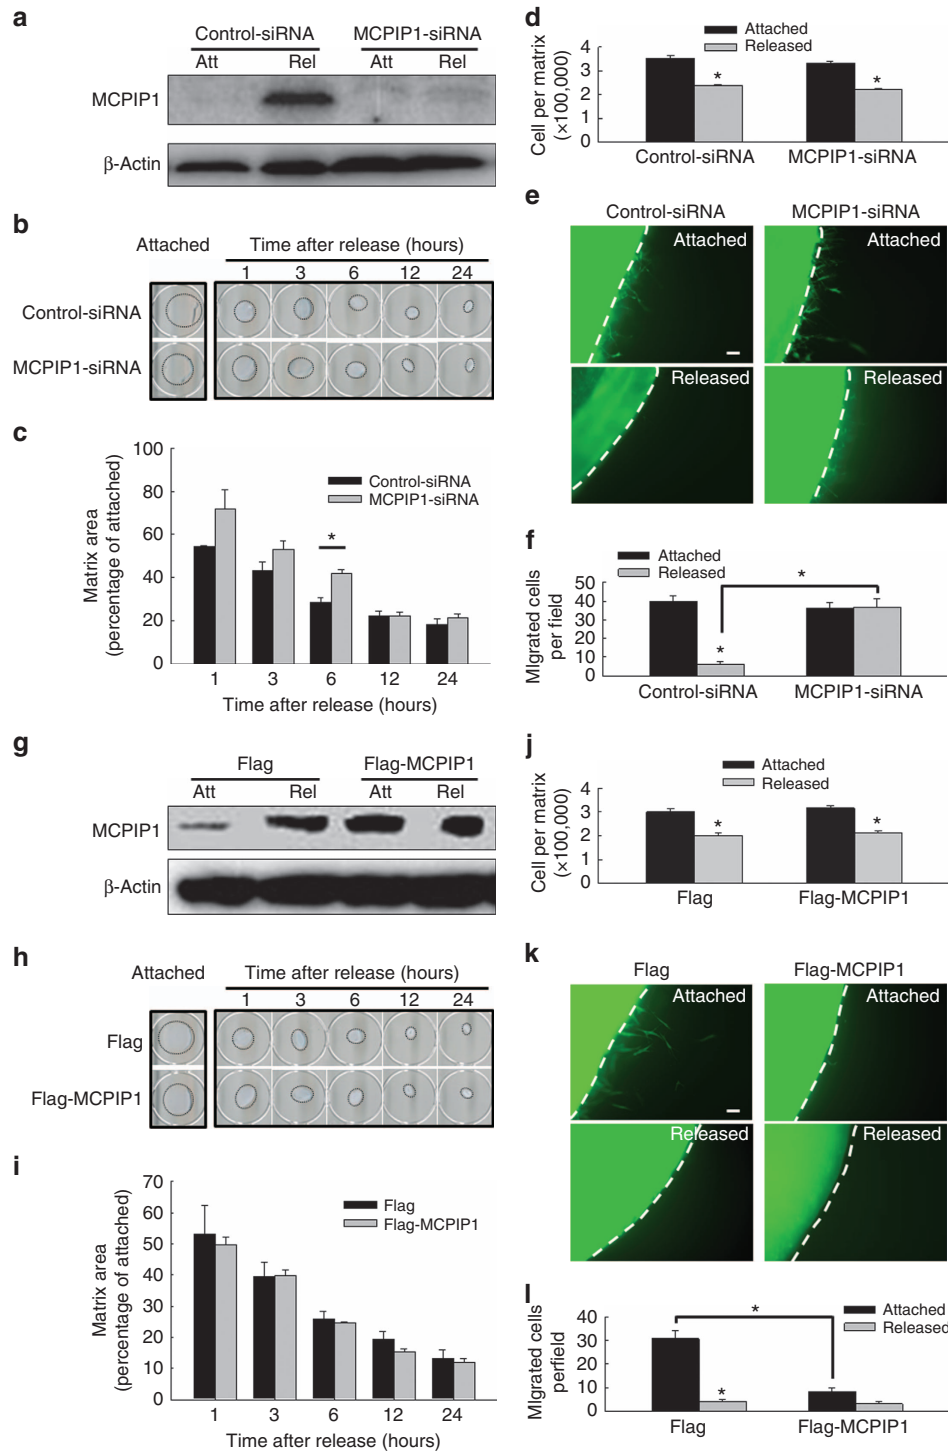 a
Control-siRNA MCPIP1-siRNA
Att Rel Att Rel
MCPIP1
β-Actin
b
Attached Time after release (hours)
1 3 6 12 24
Control-siRNA
MCPIP1-siRNA
c
100
80
60
40
20
0
Matrix area
(percentage of attached)
Control-siRNA
MCPIP1-siRNA
*
1 3 6 12 24
Time after release (hours)
d
Attached
Released
4
3
2
1
0
Cell per matrix
(×100,000)
* *
Control-siRNA MCPIP1-siRNA
e
Control-siRNA MCPIP1-siRNA
Attached Attached
Released Released
f
Attached
Released
50
40
30
20
10
0
MIgrated cells
per field
*
*
Control-siRNA MCPIP1-siRNA
g
Flag Flag-MCPIP1
Att Rel Att Rel
MCPIP1
β-Actin
h
Attached Time after release (hours)
1 3 6 12 24
Flag
Flag-MCPIP1
i
70
60
50
40
30
20
10
0
Matrix area
(percentage of attached)
Flag
Flag-MCPIP1
1 3 6 12 24
Time after release (hours)
j
Attached
Released
4
3
2
1
0
Cell per matrix
(×100,000)
* *
Flag Flag-MCPIP1
k
Flag Flag-MCPIP1
Attached Attached
Released Released
l
Attached
Released
40
30
20
10
0
MIgrated cells
perfield
*
*
Flag Flag-MCPIP1